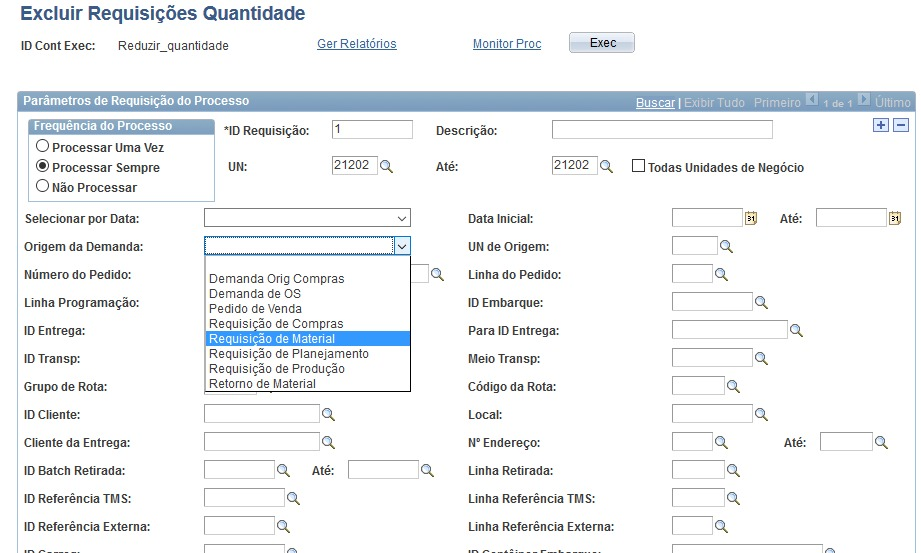 Excluir Requisições Quantidade
ID Cont Exec: Reduzir_quantidade Ger Relatórios Monitor Proc Exec
Parâmetros de Requisição do Processo Buscar | Exibir Tudo Primeiro 1 de 1 Último
Frequência do Processo
Processar Uma Vez
Processar Sempre
Não Processar
*ID Requisição: 1 Descrição:
UN: 21202 Até: 21202 Todas Unidades de Negócio
Selecionar por Data: Data Inicial: 31 Até: 31
Origem da Demanda: UN de Origem:
Demanda Orig Compras
Demanda de OS
Pedido de Venda
Requisição de Compras
Requisição de Material
Requisição de Planejamento
Requisição de Produção
Retorno de Material
Número do Pedido: Linha do Pedido:
Linha Programação: ID Embarque:
ID Entrega: Para ID Entrega:
ID Transp: Meio Transp:
Grupo de Rota: Código da Rota:
ID Cliente: Local:
Cliente da Entrega: Nº Endereço: Até:
ID Batch Retirada: Até: Linha Retirada:
ID Referência TMS: Linha Referência TMS:
ID Referência Externa: Linha Referência Externa: